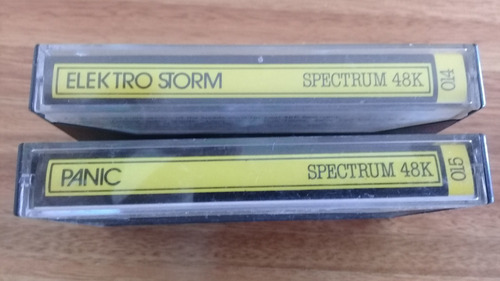 ELEKTRO STORM SPECTRUM 48K 014
PANIC SPECTRUM 48K 015